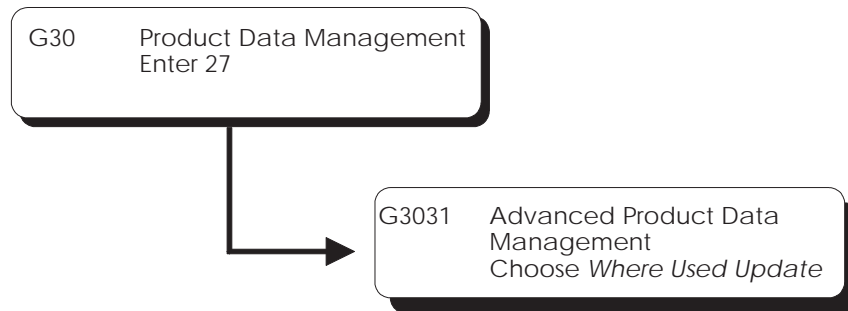 G30 Product Data Management
Enter 27
G3031 Advanced Product Data
Management
Choose Where Used Update